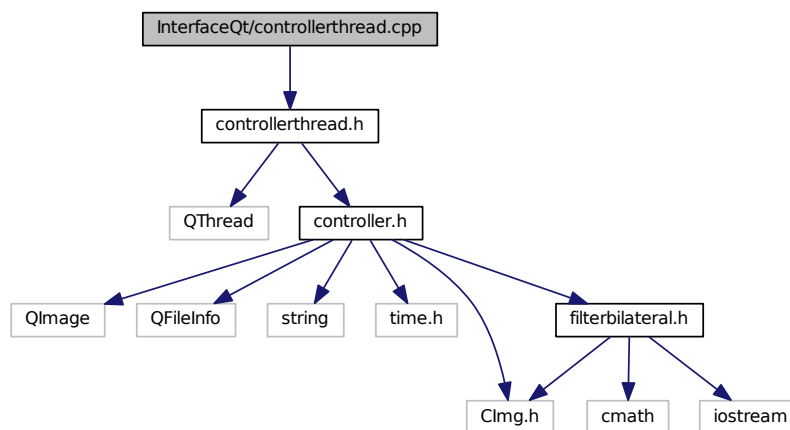 InterfaceQt/controllerthread.cpp
controllerthread.h
QThread
controller.h
QImage
QFileInfo
string
time.h
filterbilateral.h
CImg.h
cmath
iostream